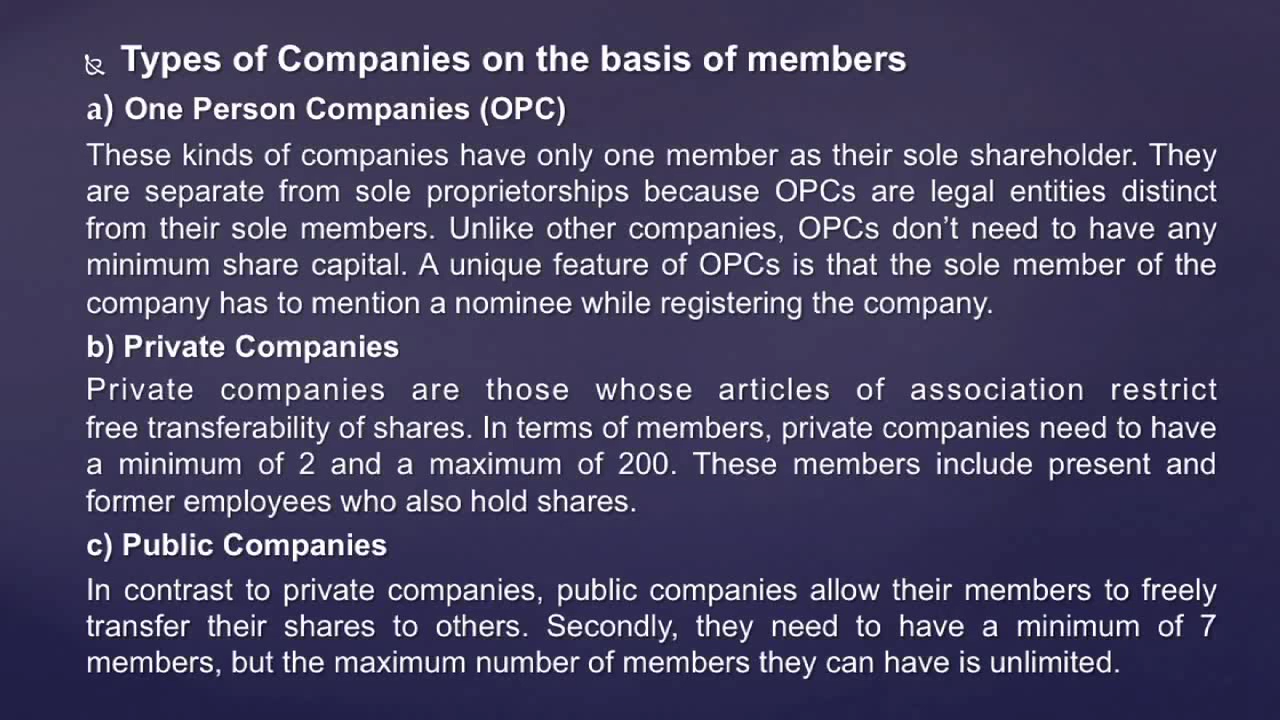 Types of Companies on the basis of members
a) One Person Companies (OPC)
These kinds of companies have only one member as their sole shareholder. They
are separate from sole proprietorships because OPCs are legal entities distinct
from their sole members. Unlike other companies, OPCs don’t need to have any
minimum share capital. A unique feature of OPCs is that the sole member of the
company has to mention a nominee while registering the company.
b) Private Companies
Private companies are those whose articles of association restrict
free transferability of shares. In terms of members, private companies need to have
a minimum of 2 and a maximum of 200. These members include present and
former employees who also hold shares.
c) Public Companies
In contrast to private companies, public companies allow their members to freely
transfer their shares to others. Secondly, they need to have a minimum of 7
members, but the maximum number of members they can have is unlimited.